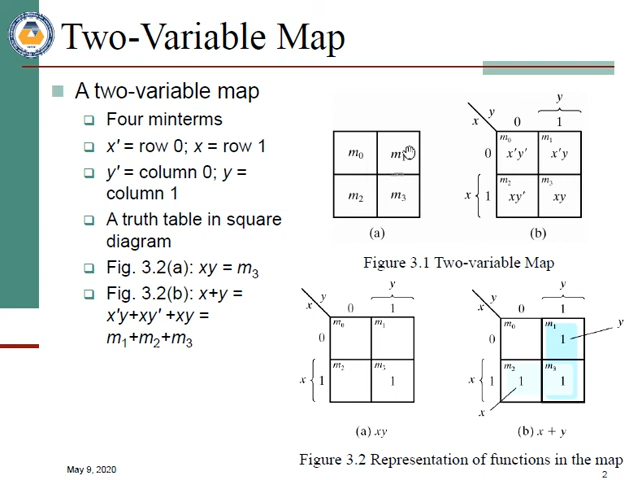 Two-Variable Map
A two-variable map
Four minterms
x' = row 0; x = row 1
y' = column 0; y =
column 1
A truth table in square
diagram
Fig. 3.2(a): xy = m₃
Fig. 3.2(b): x+y =
x'y+xy' +xy =
m₁+m₂+m₃
m₀ m₁
m₂ m₃
(a)
y
y
x 0 1
m₀ m₁
0 x'y' x'y
m₂ m₃
x 1 xy' xy
(b)
Figure 3.1 Two-variable Map
y
y
x 0 1
m₀ m₁
0
m₂ m₃
x 1 1
(a) xy
y
y
x 0 1
m₀ m₁
0 1 y
m₂ m₃
x 1 1 1
x
(b) x + y
Figure 3.2 Representation of functions in the map
May 9, 2020
2